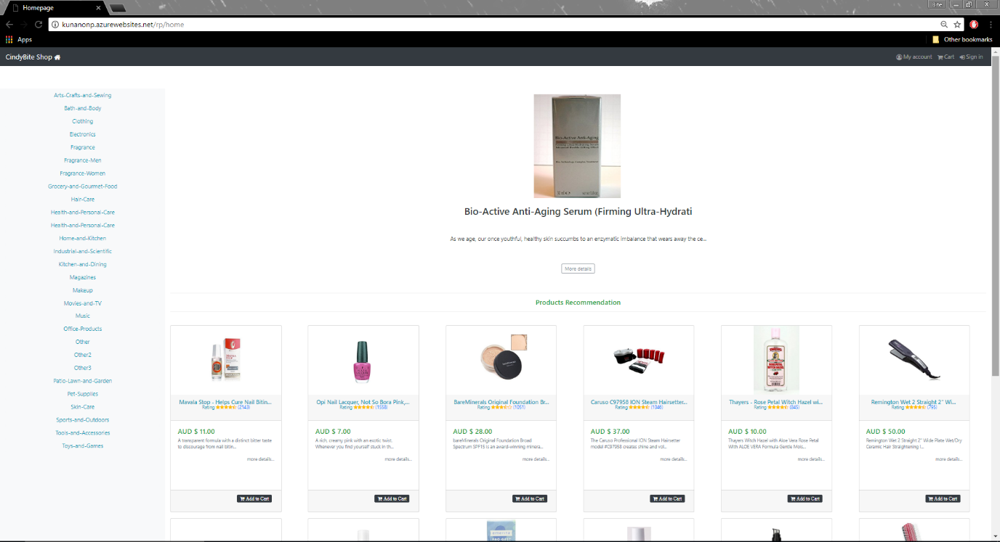 Homepage
Bite
kunanonp.azurewebsites.net/rp/home
Apps
Other bookmarks
CindyBite Shop
My account
Cart
Sign in
Arts-Crafts-and-Sewing
Bath-and-Body
Clothing
Electronics
Fragrance
Fragrance-Men
Fragrance-Women
Grocery-and-Gourmet-Food
Hair-Care
Health-and-Personal-Care
Health-and-Personal-Care
Home-and-Kitchen
Industrial-and-Scientific
Kitchen-and-Dining
Magazines
Makeup
Movies-and-TV
Music
Office-Products
Other
Other2
Other3
Patio-Lawn-and-Garden
Pet-Supplies
Skin-Care
Sports-and-Outdoors
Tools-and-Accessories
Toys-and-Games
Bio-Active Anti-Aging
Bio-Active Anti-Aging Serum (Firming Ultra-Hydrati
As we age, our once youthful, healthy skin succumbs to an enzymatic imbalance that wears away the ce...
More details
Products Recommendation
Mavala Stop - Helps Cure Nail Bitin...
Rating (2143)
AUD $ 11.00
A transparent formula with a distinct bitter taste
to discourage from nail bitin...
more details...
Add to Cart
Opi Nail Lacquer, Not So Bora Pink,...
Rating (1558)
AUD $ 7.00
A rich, creamy pink with an exotic twist.
Whenever you find yourself stuck in th...
more details...
Add to Cart
BareMinerals Original Foundation Br...
Rating (1051)
AUD $ 28.00
bareMinerals Original Foundation Broad
Spectrum SPF15 is an award-winning minera...
more details...
Add to Cart
Caruso C97958 ION Steam Hairsetter...
Rating (1046)
AUD $ 37.00
The Caruso Professional ION Steam Hairsetter
model #C97958 creates shine and vol...
more details...
Add to Cart
THAYERS
Thayers - Rose Petal Witch Hazel wi...
Rating (845)
AUD $ 10.00
Thayers Witch Hazel with Aloe Vera Rose Petal
With ALOE VERA Formula Gentle Mois...
more details...
Add to Cart
Remington Wet 2 Straight 2" Wi...
Rating (795)
AUD $ 50.00
Remington Wet 2 Straight 2" Wide Plate Wet/Dry
Ceramic Hair Straightening I...
more details...
Add to Cart